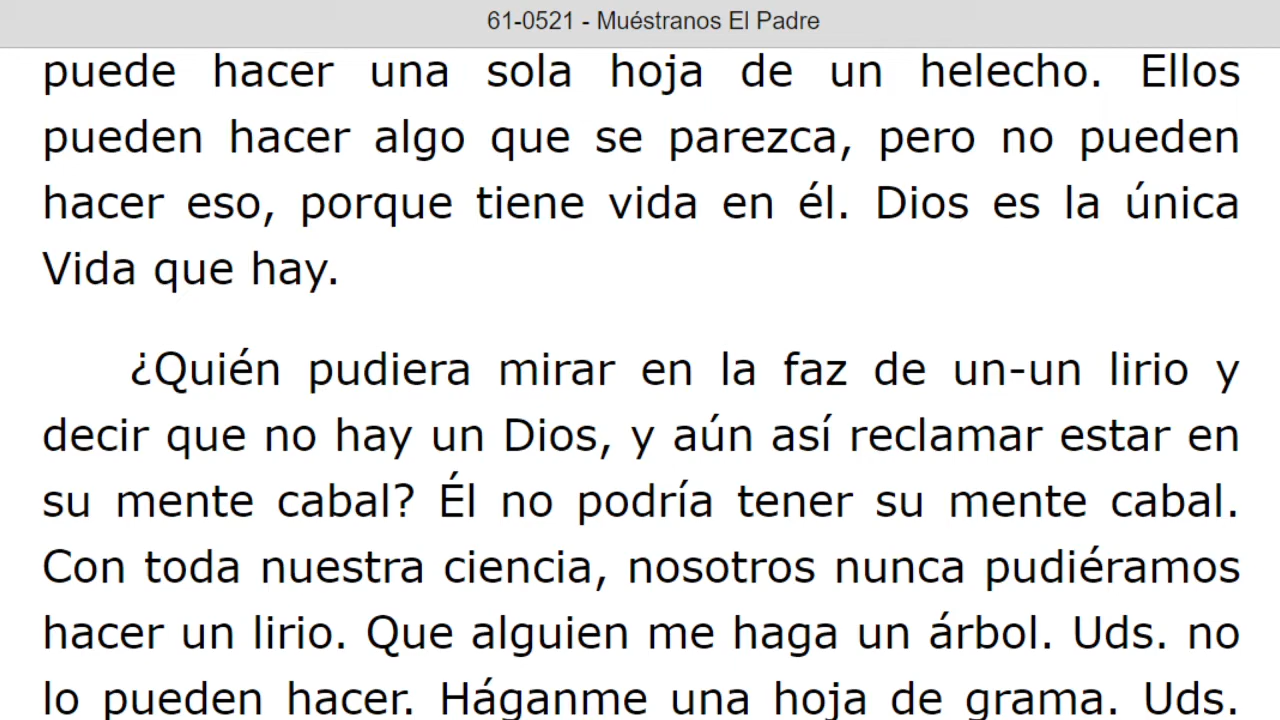 61-0521 - Muéstranos El Padre
puede hacer una sola hoja de un helecho. Ellos
pueden hacer algo que se parezca, pero no pueden
hacer eso, porque tiene vida en él. Dios es la única
Vida que hay.
¿Quién pudiera mirar en la faz de un-un lirio y
decir que no hay un Dios, y aún así reclamar estar en
su mente cabal? Él no podría tener su mente cabal.
Con toda nuestra ciencia, nosotros nunca pudiéramos
hacer un lirio. Que alguien me haga un árbol. Uds. no
lo pueden hacer. Háganme una hoja de grama. Uds.